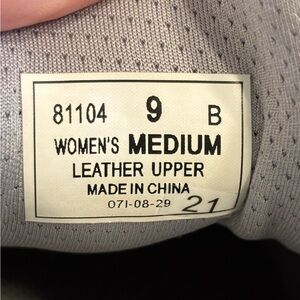 81104 9 B
WOMEN'S MEDIUM
LEATHER UPPER
MADE IN CHINA
071-08-29 21